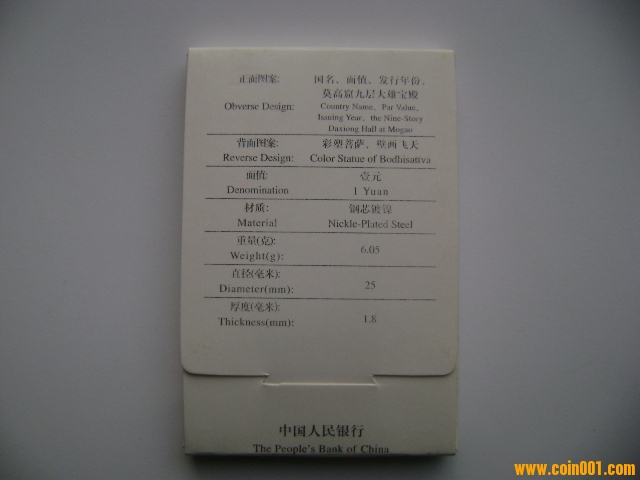 正面图案: 国名、面值、发行年份、
莫高窟九层大雄宝殿
Obverse Design: Country Name、Par Value、
Issuing Year、the Nine-Story
Daxiong Hall at Mogao
背面图案: 彩塑菩萨、壁画飞天
Reverse Design: Color Statue of Bodhisativa
面值: 壹元
Denomination 1 Yuan
材质: 钢芯镀镍
Material Nickle-Plated Steel
重量(克):
Weight(g): 6.05
直径(毫米):
Diameter(mm): 25
厚度(毫米):
Thickness(mm): 1.8
中国人民银行
The People's Bank of China
www.coin001.com